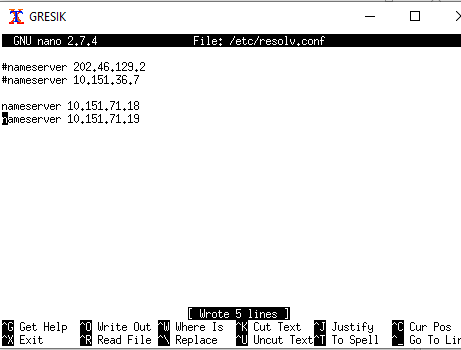 GRESIK
GNU nano 2.7.4 File: /etc/resolv.conf
#nameserver 202.46.129.2
#nameserver 10.151.36.7
nameserver 10.151.71.18
nameserver 10.151.71.19
[ Wrote 5 lines ]
^G Get Help ^O Write Out ^W Where Is ^K Cut Text ^J Justify ^C Cur Pos
^X Exit ^R Read File ^\ Replace ^U Uncut Text ^T To Spell ^_ Go To Lin